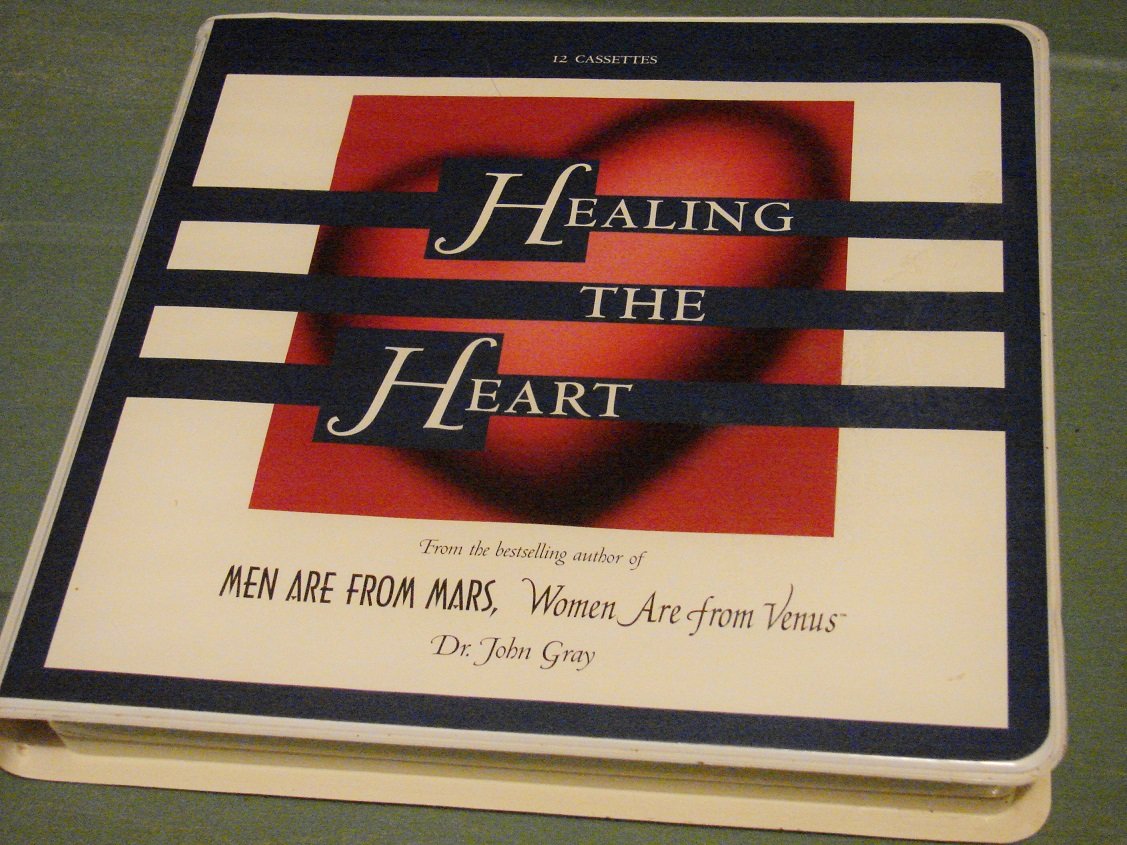 12 CASSETTES
HEALING
THE
HEART
From the bestselling author of
MEN ARE FROM MARS, Women Are from Venus™
Dr. John Gray